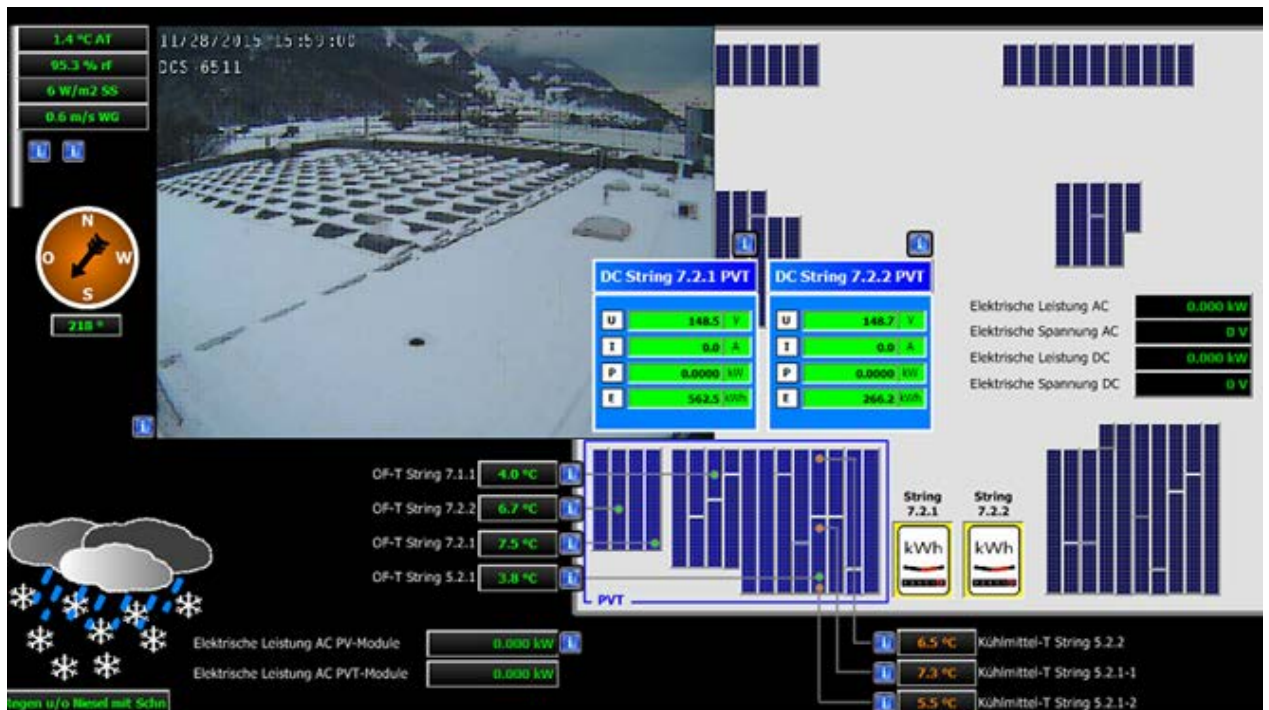 1.4 °C AT
95.3 % rf
6 W/m2 SS
0.6 m/s WG
11/28/2015 15:59:00
DCS-6511
N
O W
S
218 °
DC String 7.2.1 PVT
U 148.5 V
I 0.0 A
P 0.0000 kW
E 562.5 kWh
DC String 7.2.2 PVT
U 148.7 V
I 0.0 A
P 0.0000 kW
E 266.2 kWh
Elektrische Leistung AC 0.000 kW
Elektrische Spannung AC 0 V
Elektrische Leistung DC 0.000 kW
Elektrische Spannung DC 0 V
OF-T String 7.1.1 4.0 °C
OF-T String 7.2.2 6.7 °C
OF-T String 7.2.1 7.5 °C
OF-T String 5.2.1 3.8 °C
PVT
String
7.2.1
kWh
String
7.2.2
kWh
Elektrische Leistung AC PV-Module 0.000 kW
Elektrische Leistung AC PVT-Module 0.000 kW
6.5 °C Kühlmittel-T String 5.2.2
7.3 °C Kühlmittel-T String 5.2.1-1
5.5 °C Kühlmittel-T String 5.2.1-2
egen u/o Niesel mit Schn